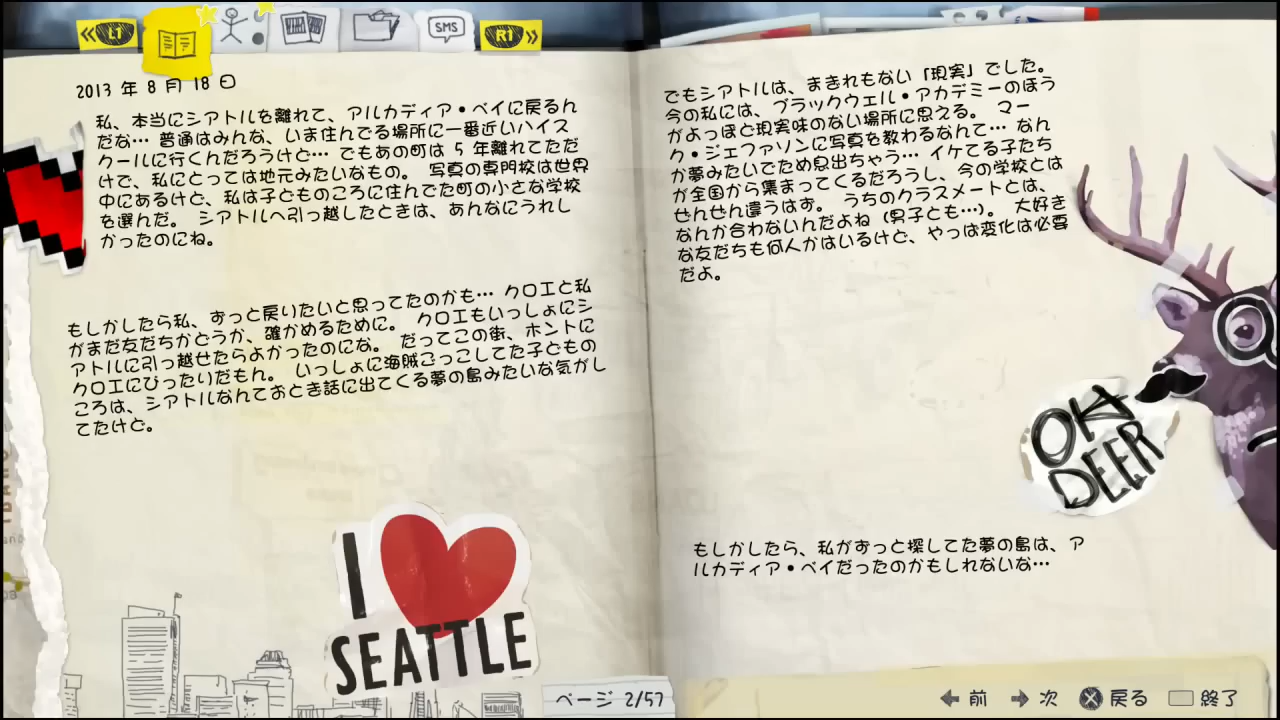 L1
SMS
R1
2013 年 8 月 18 日
私、本当にシアトルを離れて、アルカディア・ベイに戻るん
だな… 普通はみんな、いま住んでる場所に一番近いハイス
クールに行くんだろうけど… でもあの町は 5 年離れてただ
けで、私にとっては地元みたいなもの。 写真の専門校は世界
中にあるけど、私は子どものころに住んでた町の小さな学校
を選んだ。 シアトルへ引っ越したときは、あんなにうれし
かったのにね。
もしかしたら私、ずっと戻りたいと思ってたのかも… クロエと私
がまだ友だちかどうか、確かめるために。 クロエもいっしょにシ
アトルに引っ越せたらよかったのにな。 だってこの街、ホントに
クロエにぴったいだもん。 いっしょに海賊ごっこしてた子どもの
ころは、シアトルなんておとぎ話に出てくる夢の島みたいな気がし
てたけど。
I
SEATTLE
ページ 2/57
でもシアトルは、まぎれもない「現実」でした。
今の私には、ブラックウェル・アカデミーのほう
がよっぽど現実味のない場所に思える。 マー
ク・ジェファソンに写真を教わるなんて… なん
か夢みたいでため息出ちゃう… イケてる子たち
が全国から集まってくるだろうし、今の学校とは
ぜんぜん違うはず。 うちのクラスメートとは、
なんか合わないんだよね (男子とも…)。 大好き
な友だちも何人かはいるけど、やっぱ変化は必要
だよ。
OH
DEER
もしかしたら、私がずっと探してた夢の島は、ア
ルカディア・ベイだったのかもしれないな…
前 次 戻る 終了